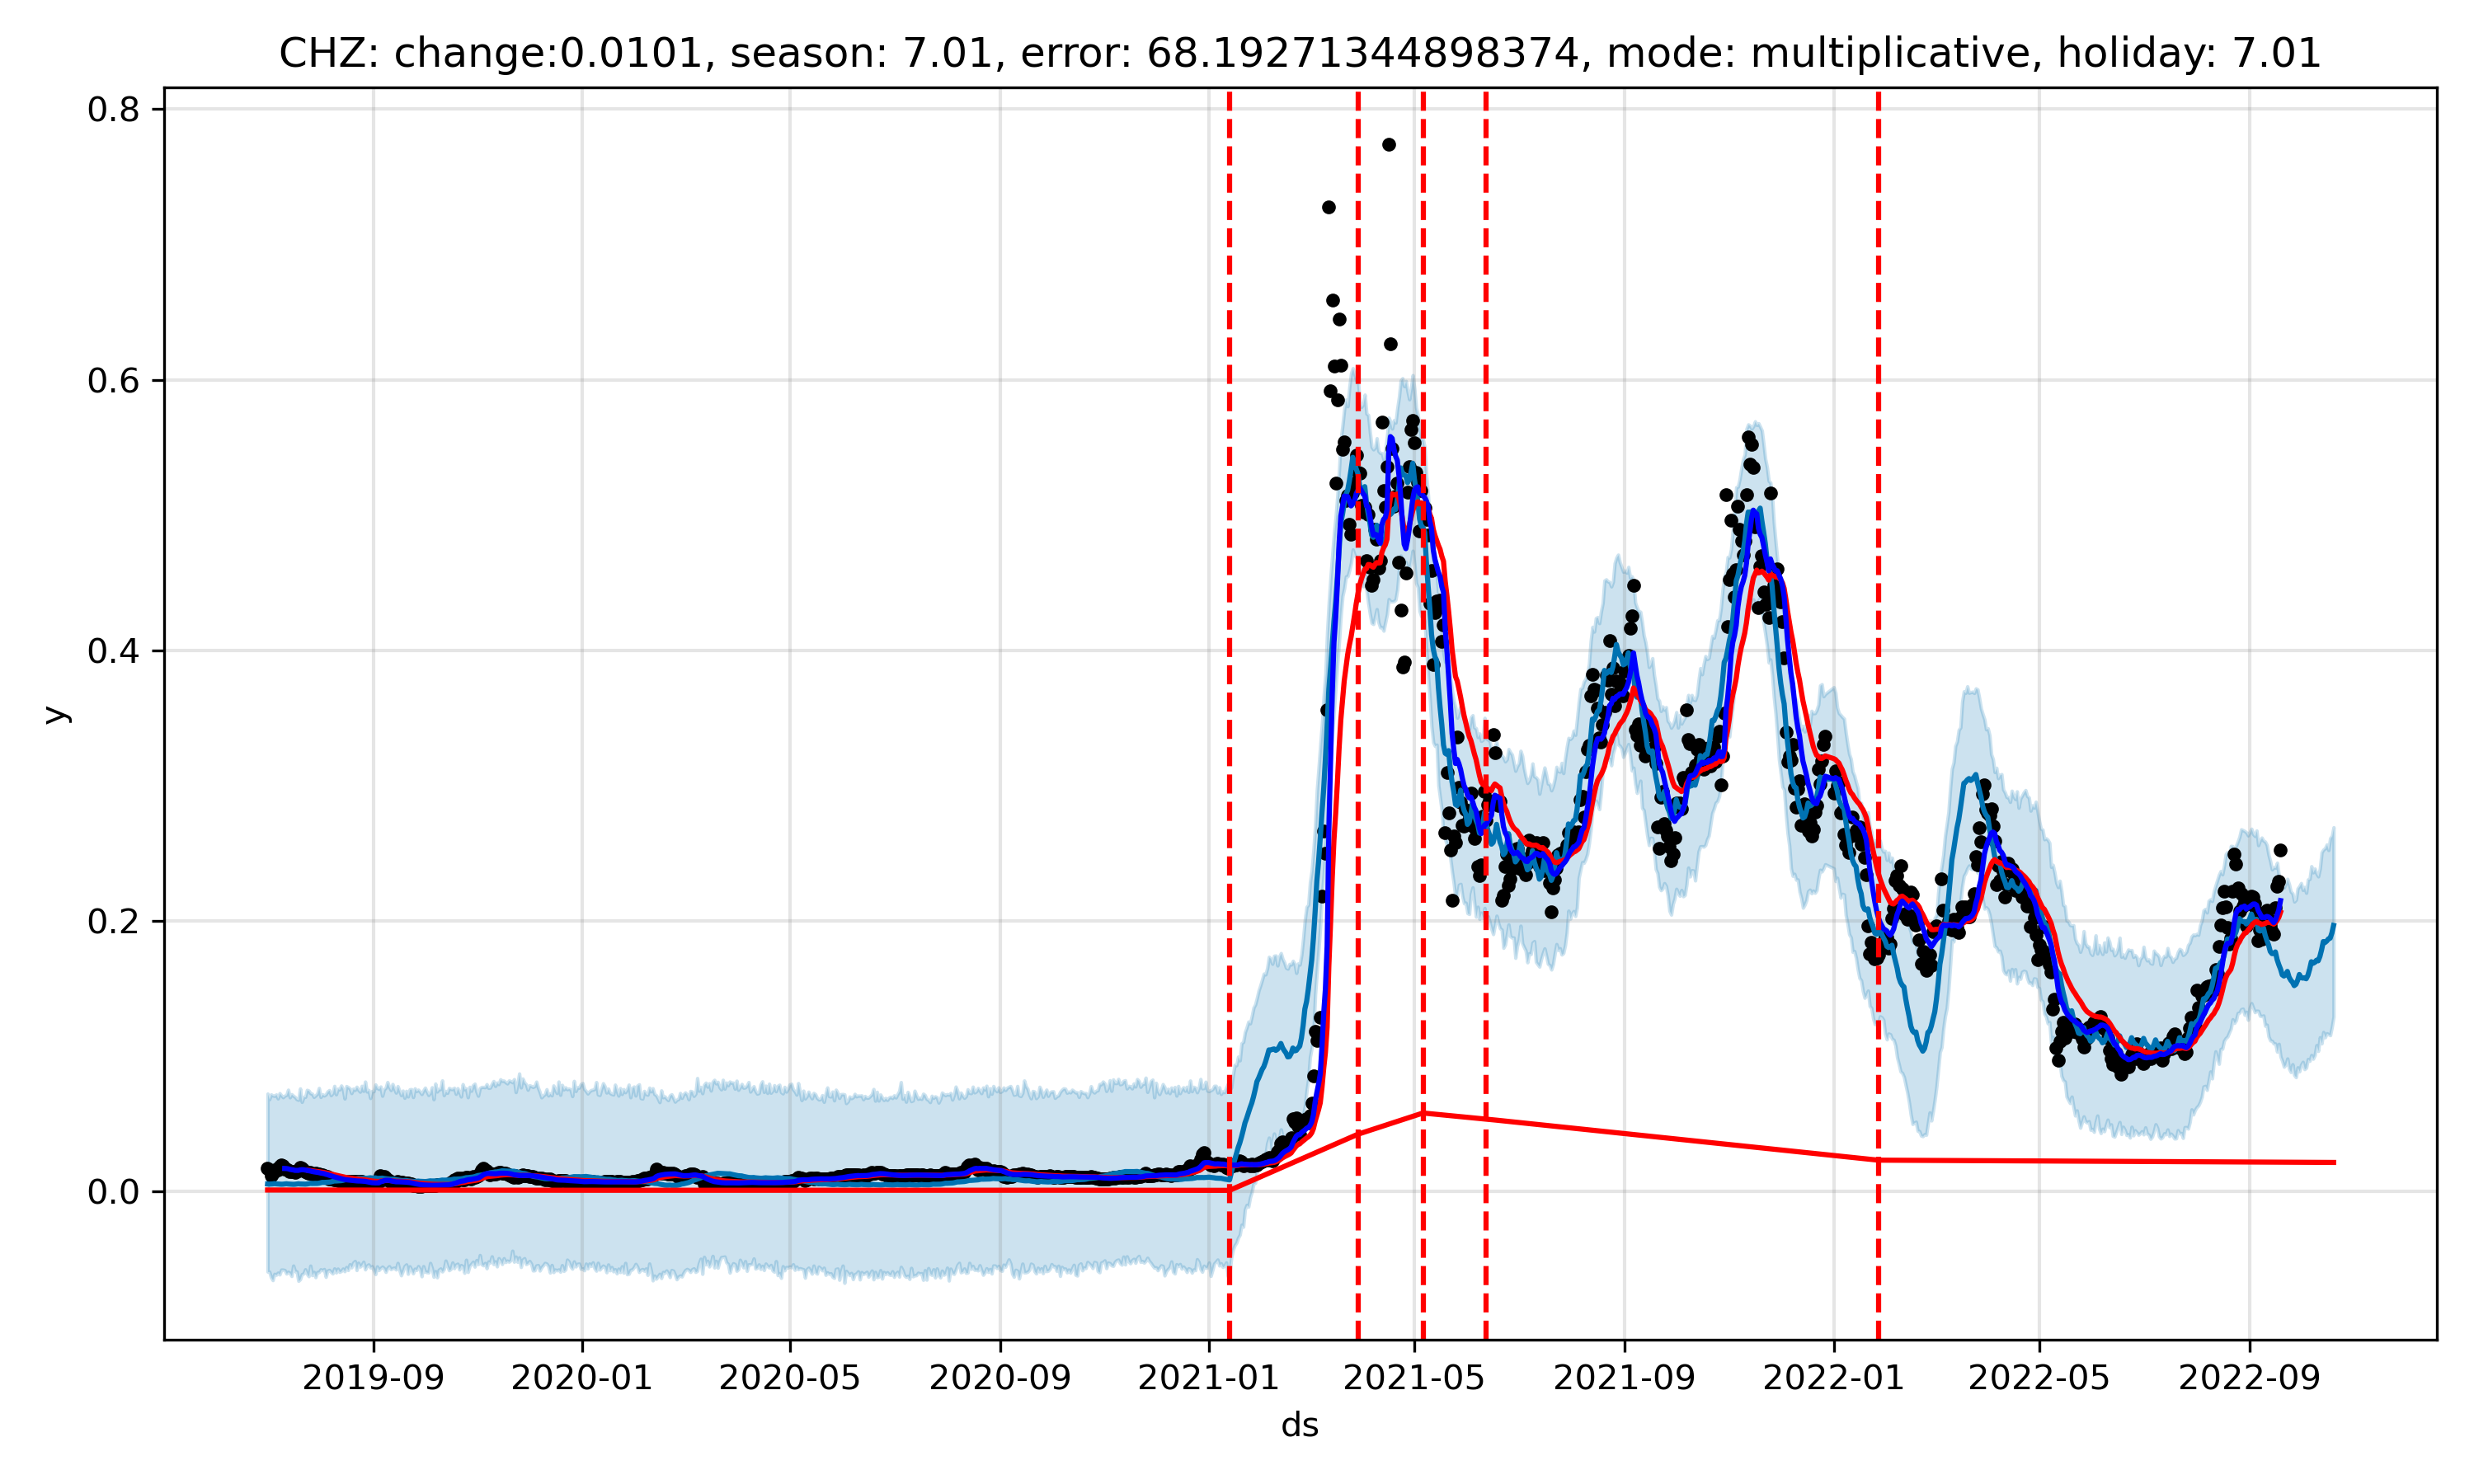 CHZ: change:0.0101, season: 7.01, error: 68.19271344898374, mode: multiplicative, holiday: 7.01
0.8
0.6
0.4
0.2
0.0
y
2019-09 2020-01 2020-05 2020-09 2021-01 2021-05 2021-09 2022-01 2022-05 2022-09
ds